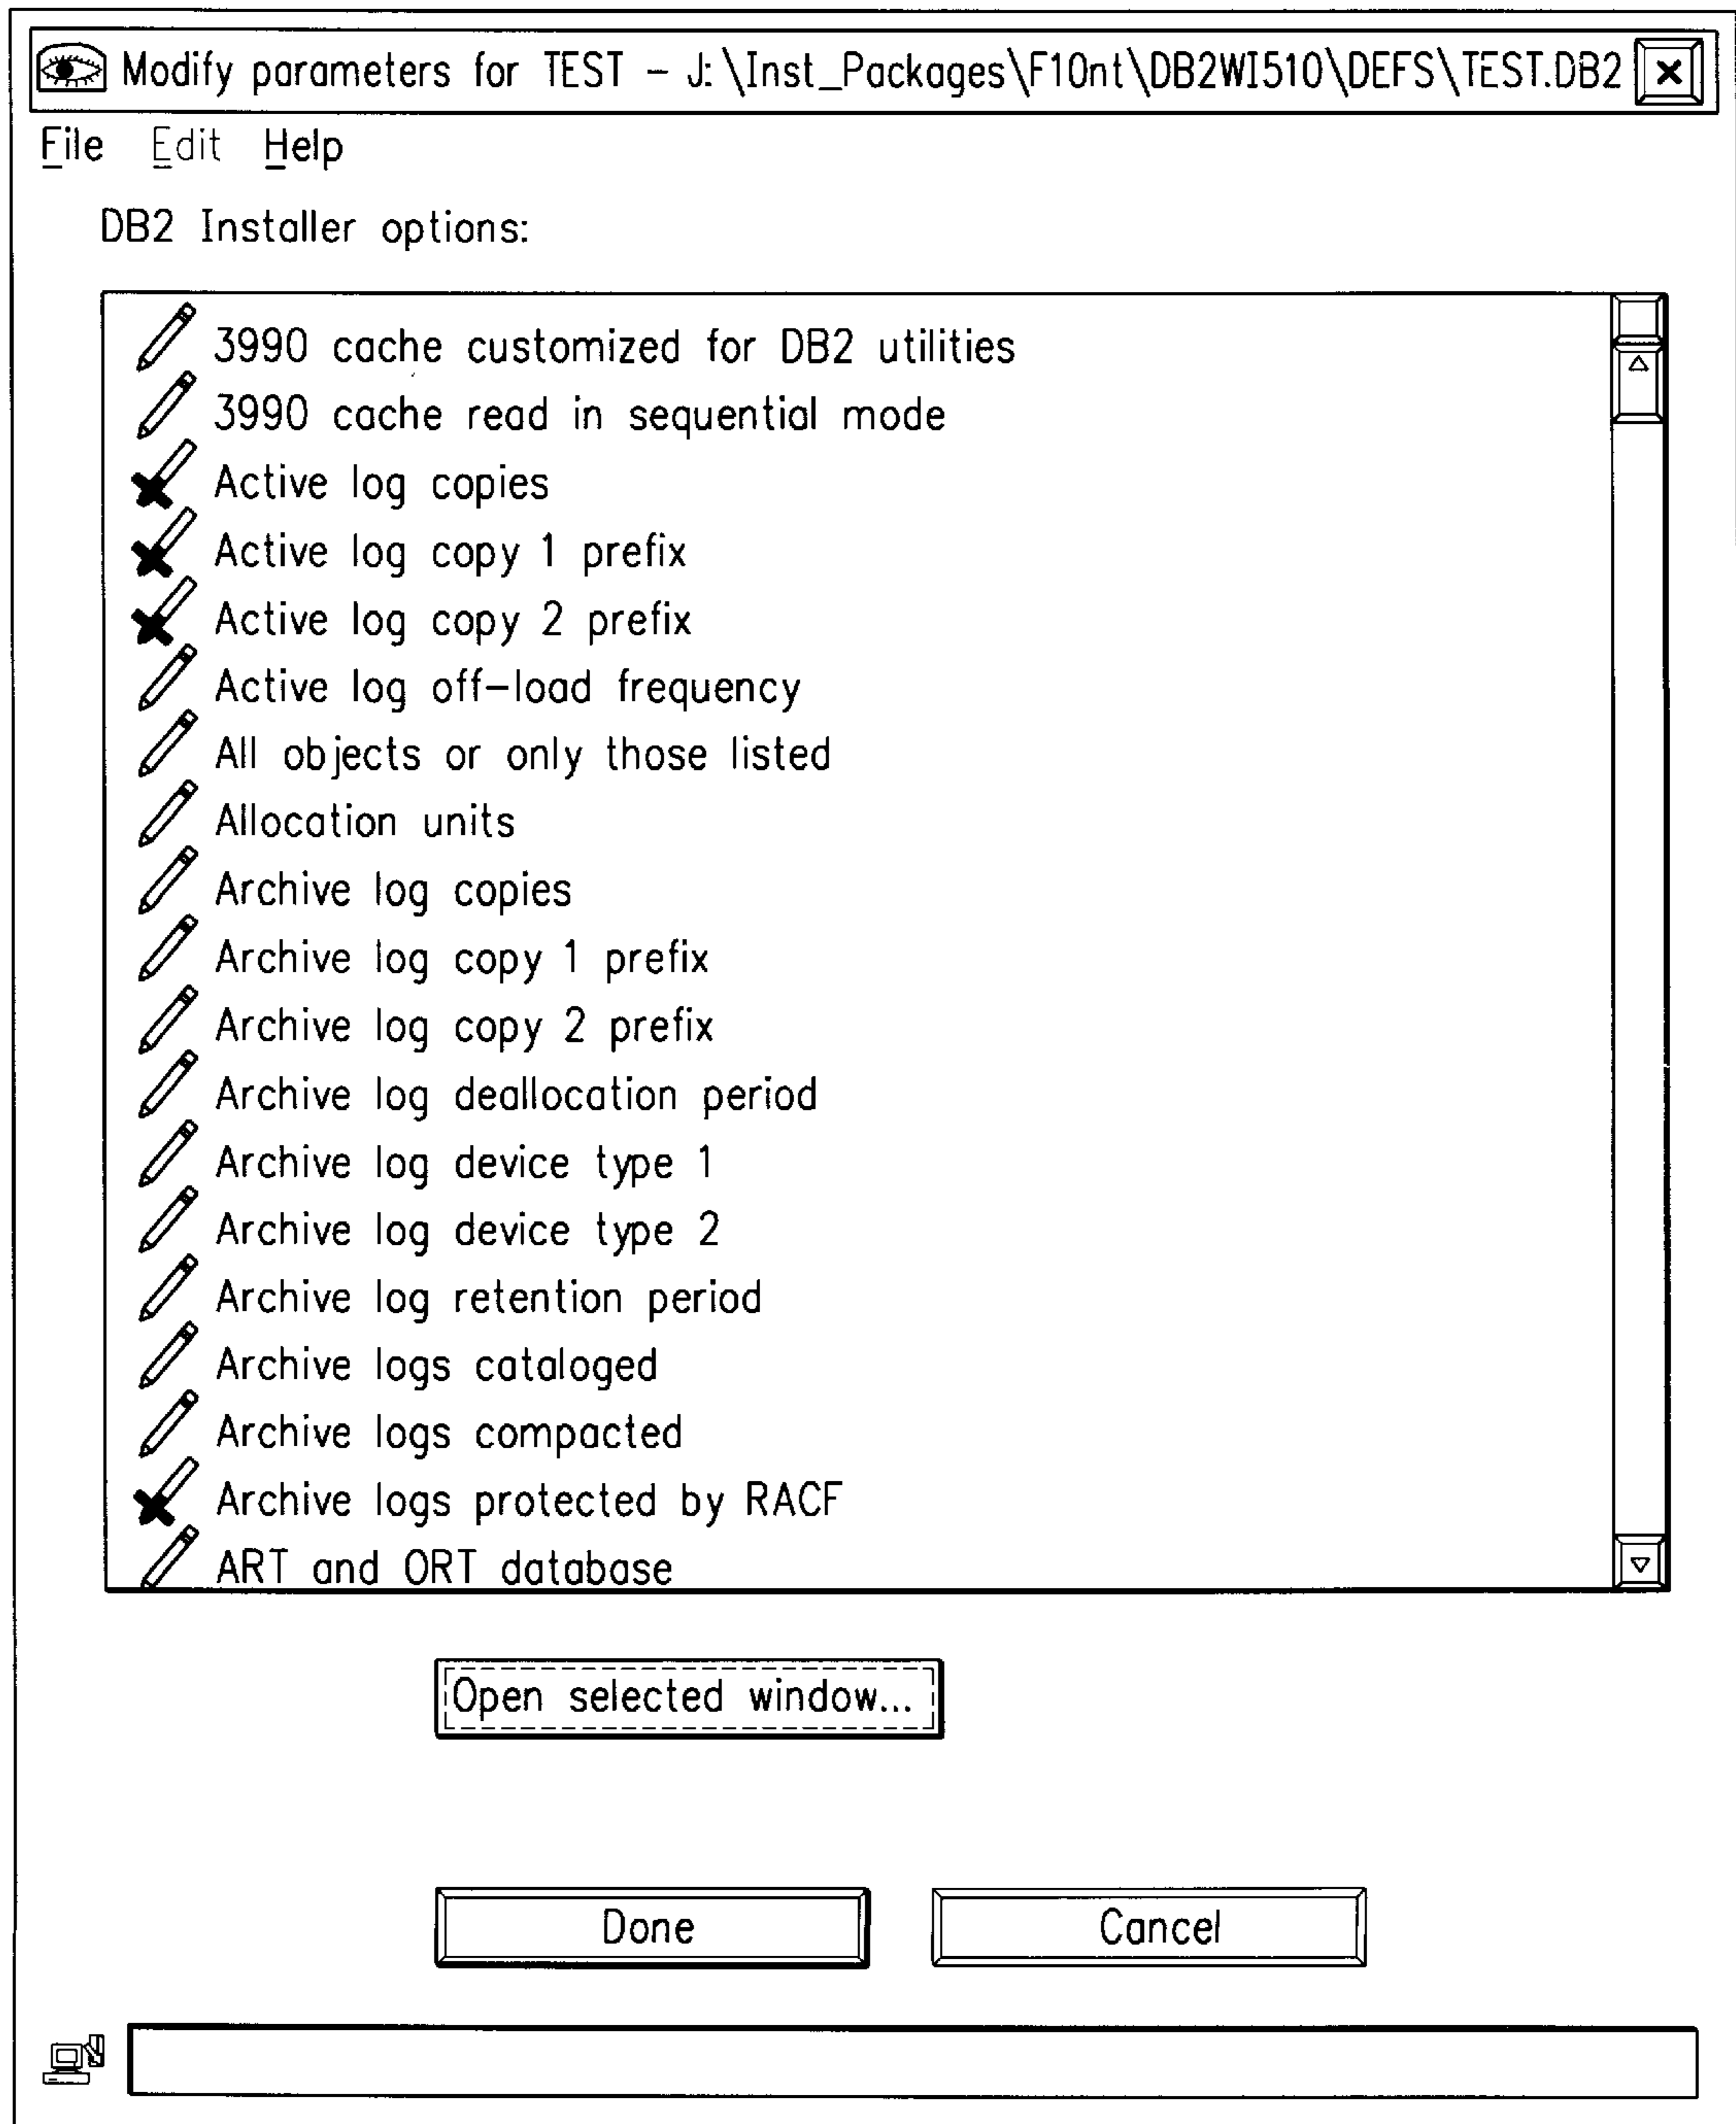 Modify parameters for TEST – J:\Inst_Packages\F10nt\DB2WI510\DEFS\TEST.DB2
File Edit Help
DB2 Installer options:
3990 cache customized for DB2 utilities
3990 cache read in sequential mode
Active log copies
Active log copy 1 prefix
Active log copy 2 prefix
Active log off–load frequency
All objects or only those listed
Allocation units
Archive log copies
Archive log copy 1 prefix
Archive log copy 2 prefix
Archive log deallocation period
Archive log device type 1
Archive log device type 2
Archive log retention period
Archive logs cataloged
Archive logs compacted
Archive logs protected by RACF
ART and ORT database
Open selected window...
Done
Cancel